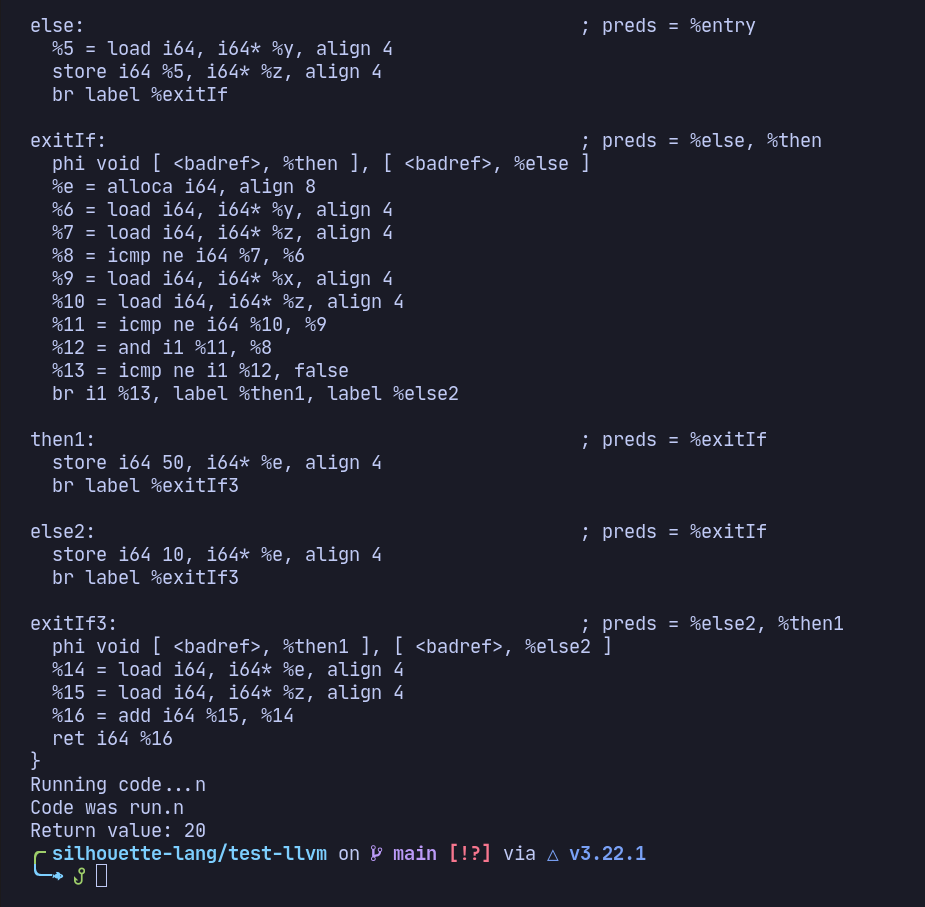 else:                                             ; preds = %entry
  %5 = load i64, i64* %y, align 4
  store i64 %5, i64* %z, align 4
  br label %exitIf

exitIf:                                           ; preds = %else, %then
  phi void [ <badref>, %then ], [ <badref>, %else ]
  %e = alloca i64, align 8
  %6 = load i64, i64* %y, align 4
  %7 = load i64, i64* %z, align 4
  %8 = icmp ne i64 %7, %6
  %9 = load i64, i64* %x, align 4
  %10 = load i64, i64* %z, align 4
  %11 = icmp ne i64 %10, %9
  %12 = and i1 %11, %8
  %13 = icmp ne i1 %12, false
  br i1 %13, label %then1, label %else2

then1:                                            ; preds = %exitIf
  store i64 50, i64* %e, align 4
  br label %exitIf3

else2:                                            ; preds = %exitIf
  store i64 10, i64* %e, align 4
  br label %exitIf3

exitIf3:                                          ; preds = %else2, %then1
  phi void [ <badref>, %then1 ], [ <badref>, %else2 ]
  %14 = load i64, i64* %e, align 4
  %15 = load i64, i64* %z, align 4
  %16 = add i64 %15, %14
  ret i64 %16
}
Running code...n
Code was run.n
Return value: 20
silhouette-lang/test-llvm on main [!?] via △ v3.22.1